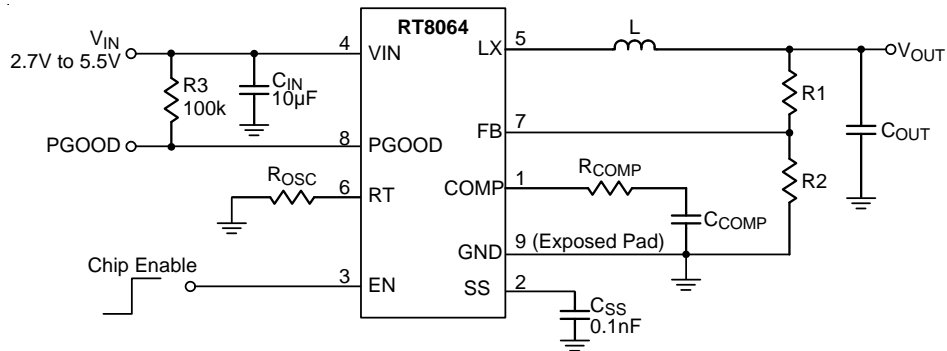 RT8064
VIN
2.7V to 5.5V
4
VIN
LX
5
L
VOUT
R3
100k
CIN
10µF
R1
COUT
PGOOD
8
PGOOD
FB
7
ROSC
6
RT
COMP
1
RCOMP
R2
CCOMP
GND
9 (Exposed Pad)
Chip Enable
3
EN
SS
2
CSS
0.1nF